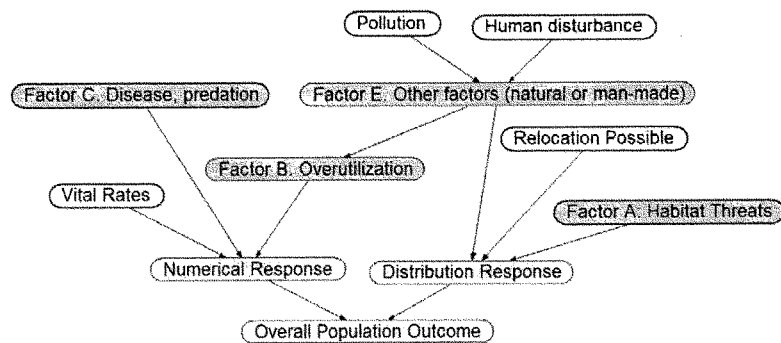 Pollution
Human disturbance
Factor C. Disease, predation
Factor E. Other factors (natural or man-made)
Relocation Possible
Factor B. Overutilization
Vital Rates
Factor A. Habitat Threats
Numerical Response
Distribution Response
Overall Population Outcome